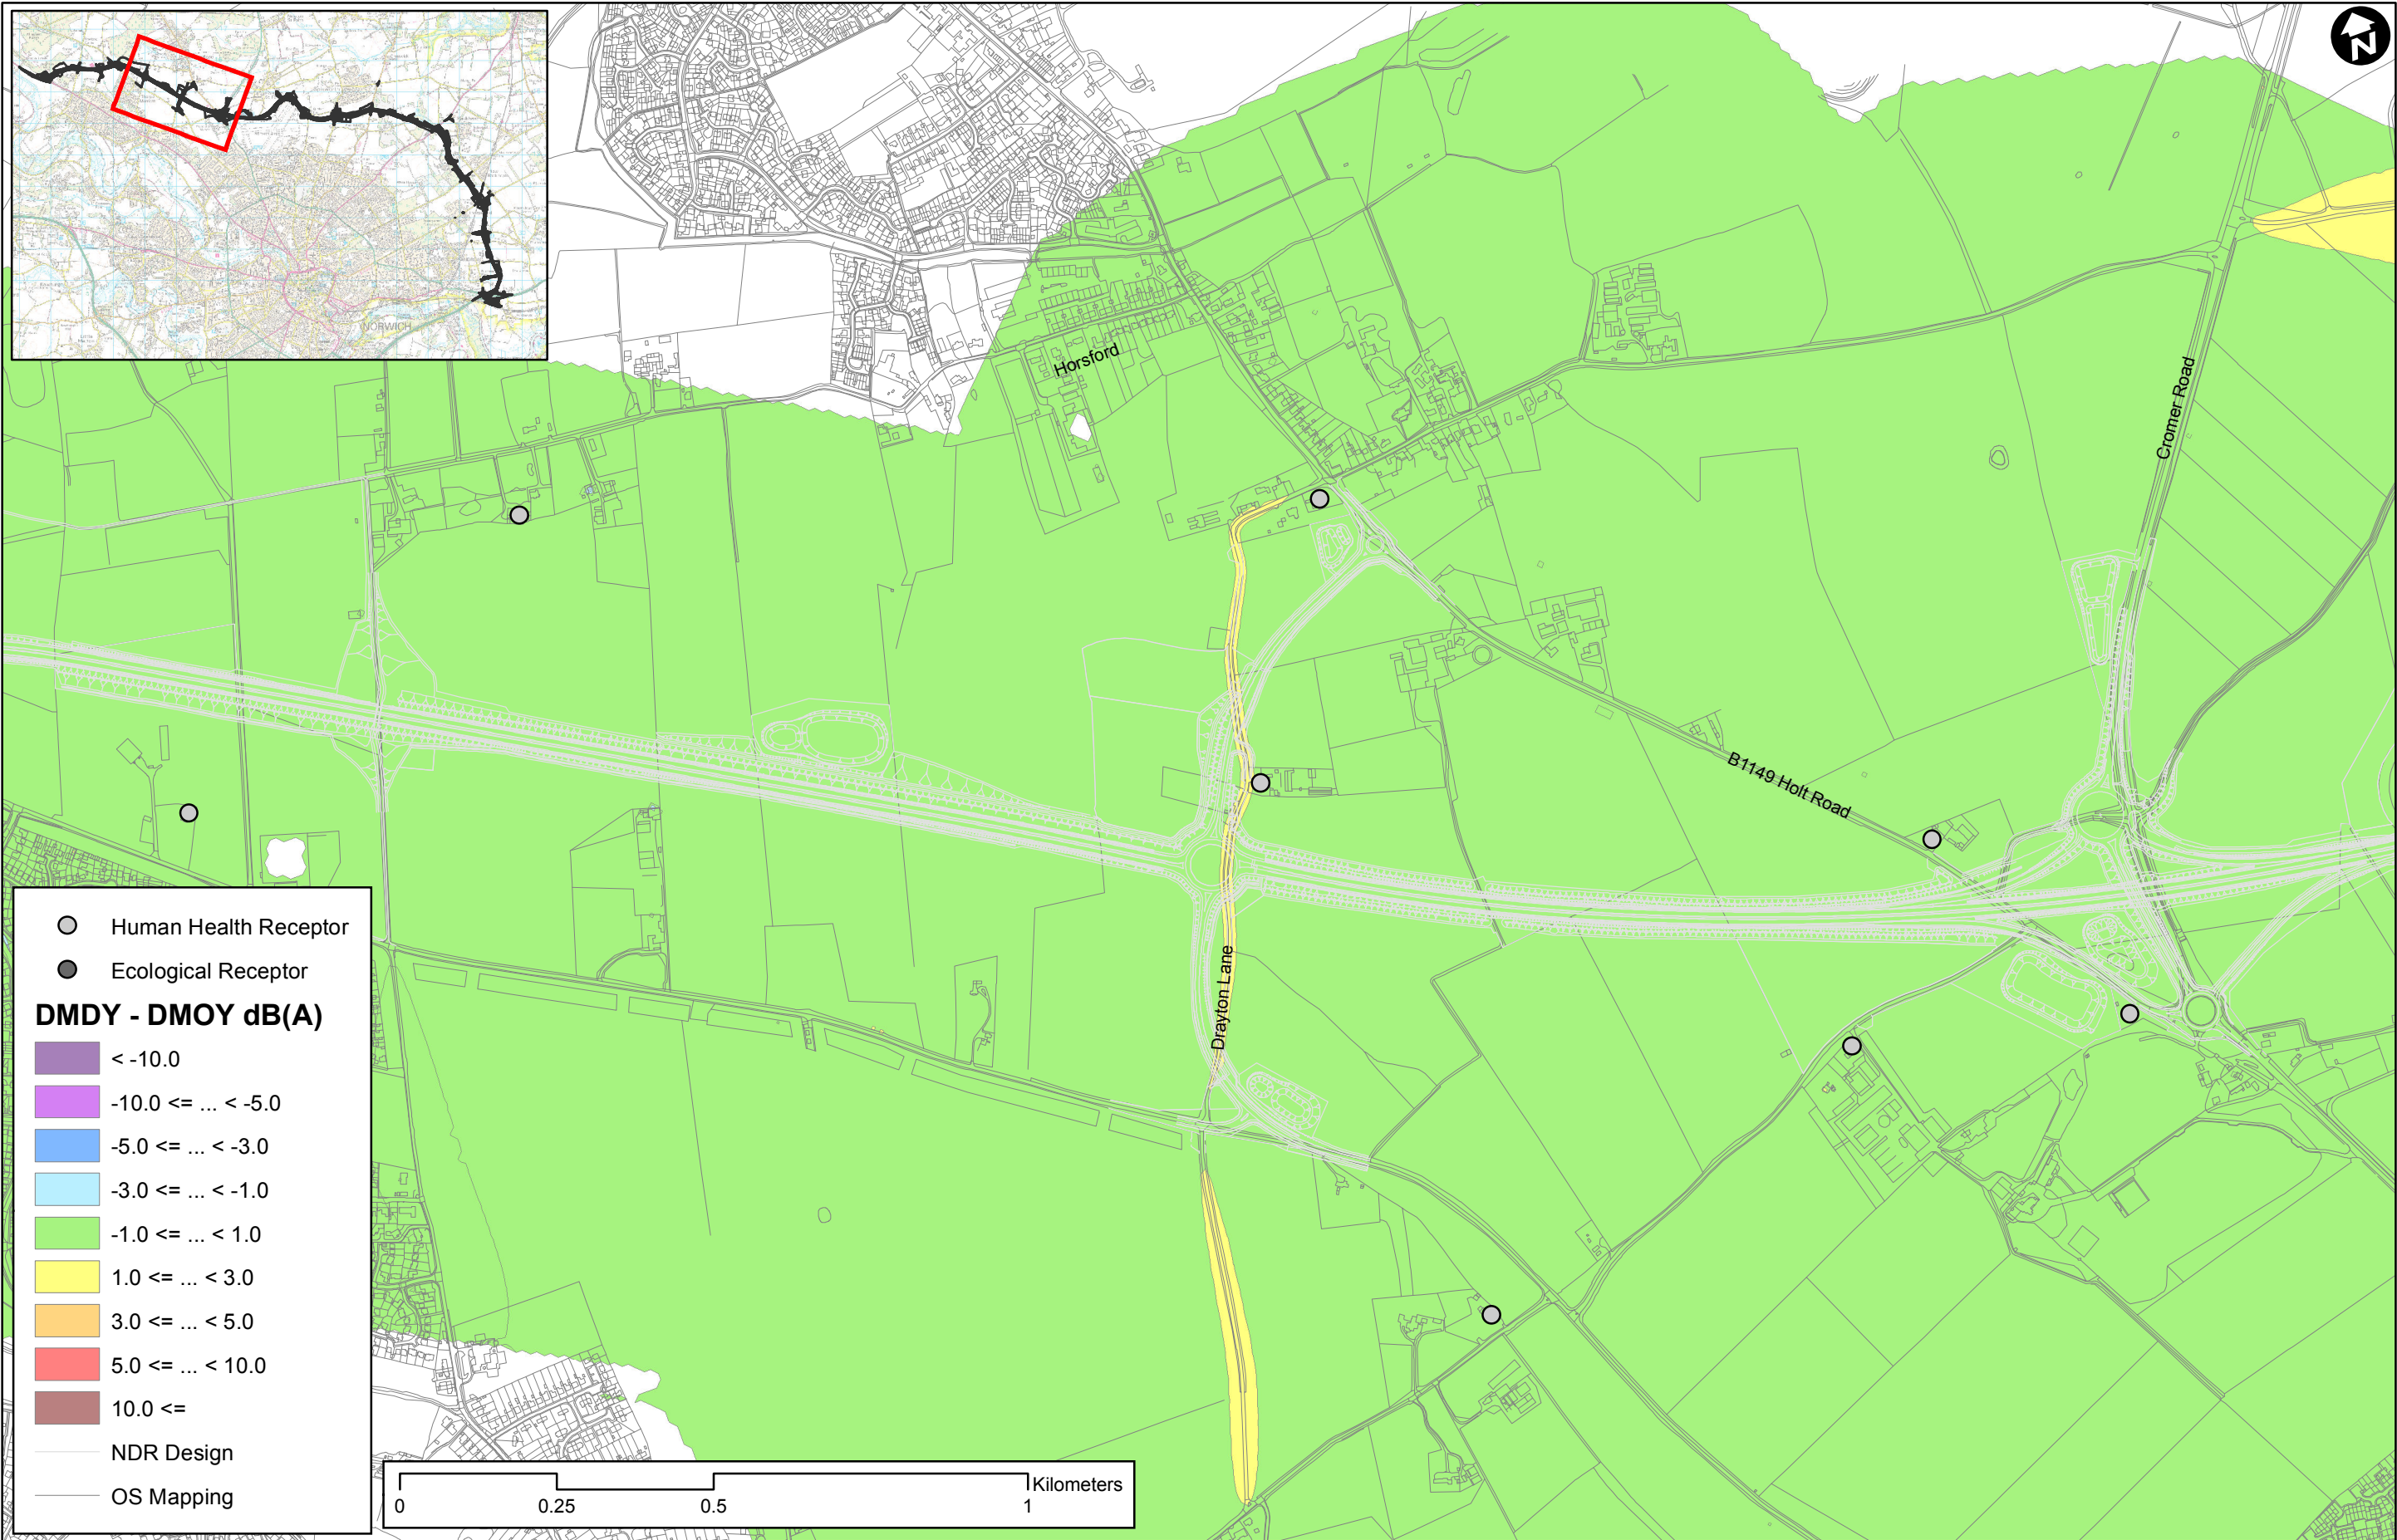 N
NORWICH
Horsford
Cromer Road
B1149 Holt Road
Drayton Lane
Human Health Receptor
Ecological Receptor
DMDY - DMOY dB(A)
< -10.0
-10.0 <= ... < -5.0
-5.0 <= ... < -3.0
-3.0 <= ... < -1.0
-1.0 <= ... < 1.0
1.0 <= ... < 3.0
3.0 <= ... < 5.0
5.0 <= ... < 10.0
10.0 <=
NDR Design
OS Mapping
Kilometers
0 0.25 0.5 1